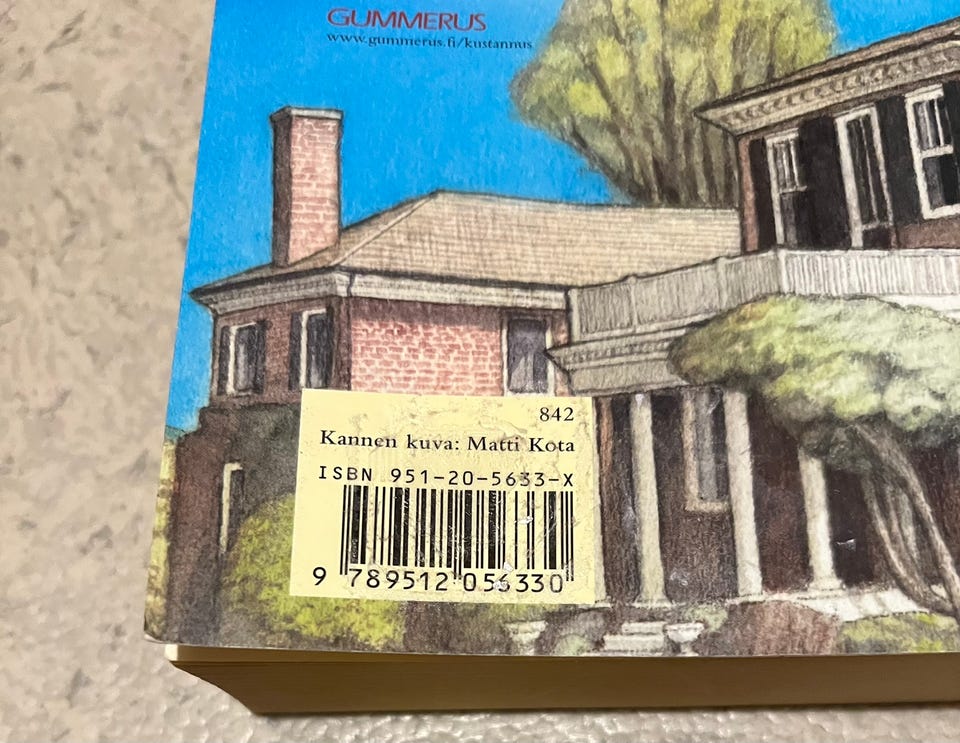 GUMMERUS
www.gummerus.fi/kustannus
842
Kannen kuva: Matti Kota
ISBN 951-20-5633-X
9 789512 056330